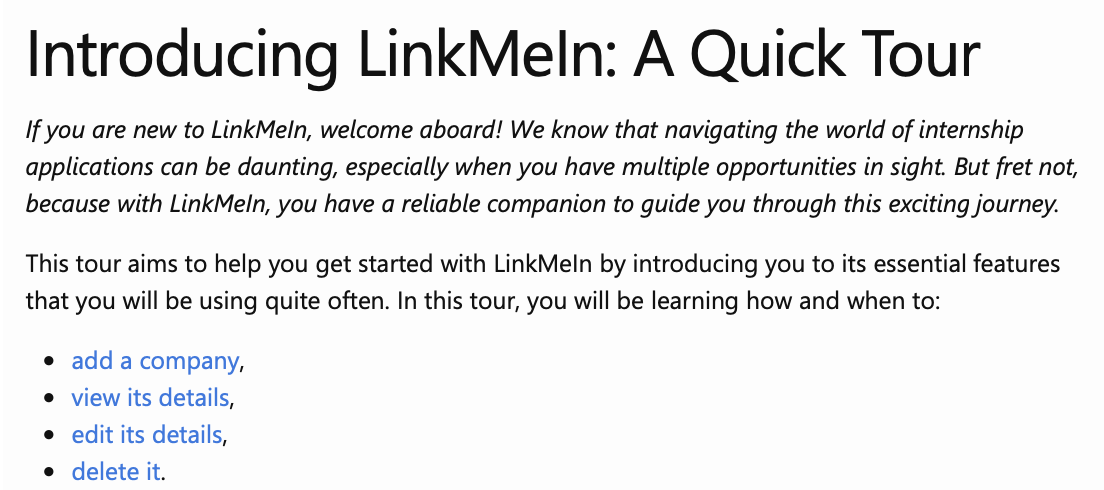 Introducing LinkMeIn: A Quick Tour
If you are new to LinkMeIn, welcome aboard! We know that navigating the world of internship
applications can be daunting, especially when you have multiple opportunities in sight. But fret not,
because with LinkMeIn, you have a reliable companion to guide you through this exciting journey.
This tour aims to help you get started with LinkMeIn by introducing you to its essential features
that you will be using quite often. In this tour, you will be learning how and when to:
• add a company,
• view its details,
• edit its details,
• delete it.